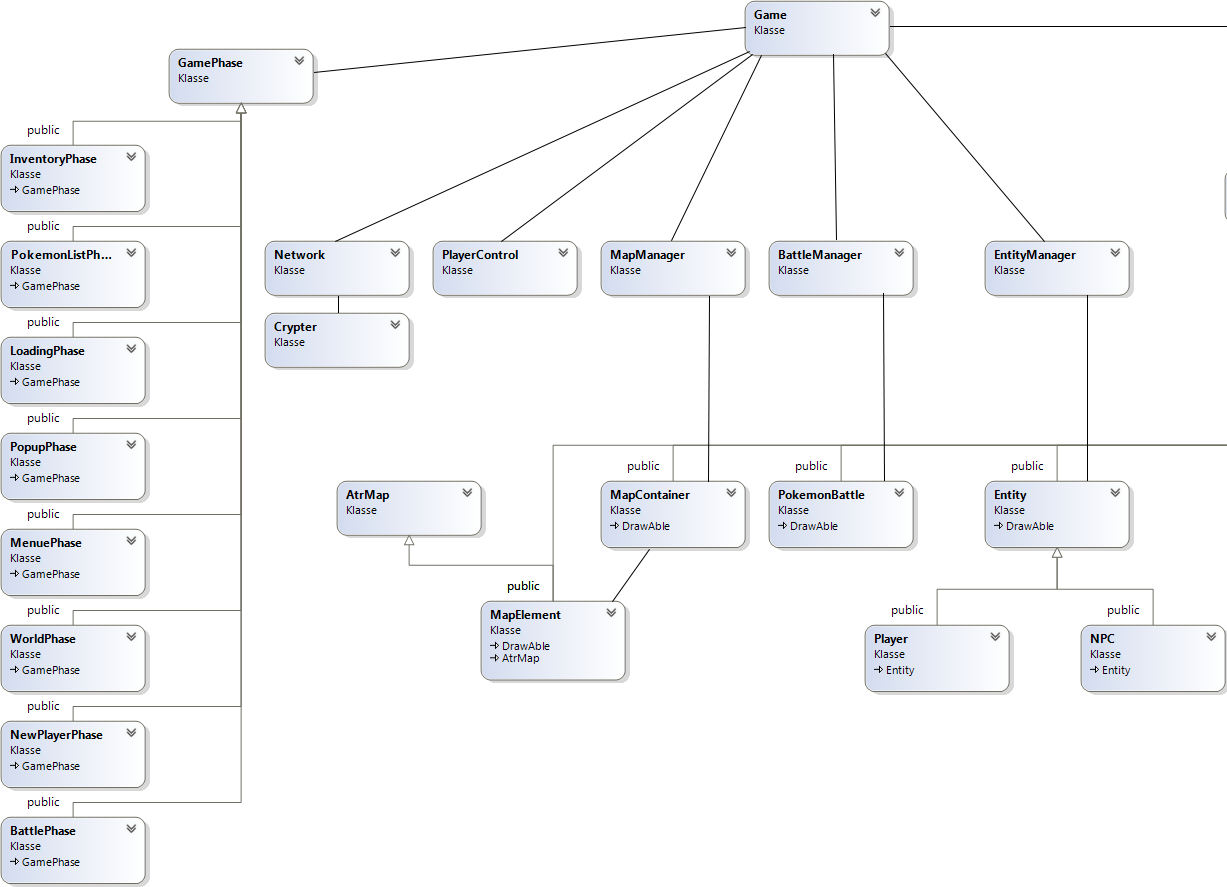 Game
Klasse
GamePhase
Klasse
public
InventoryPhase
Klasse
GamePhase
public
PokemonListPh...
Klasse
GamePhase
public
LoadingPhase
Klasse
GamePhase
public
PopupPhase
Klasse
GamePhase
public
MenuePhase
Klasse
GamePhase
public
WorldPhase
Klasse
GamePhase
public
NewPlayerPhase
Klasse
GamePhase
public
BattlePhase
Klasse
GamePhase
Network
Klasse
Crypter
Klasse
PlayerControl
Klasse
MapManager
Klasse
BattleManager
Klasse
EntityManager
Klasse
AtrMap
Klasse
public
MapContainer
Klasse
DrawAble
public
PokemonBattle
Klasse
DrawAble
public
Entity
Klasse
DrawAble
public
MapElement
Klasse
DrawAble
AtrMap
public
Player
Klasse
Entity
public
NPC
Klasse
Entity